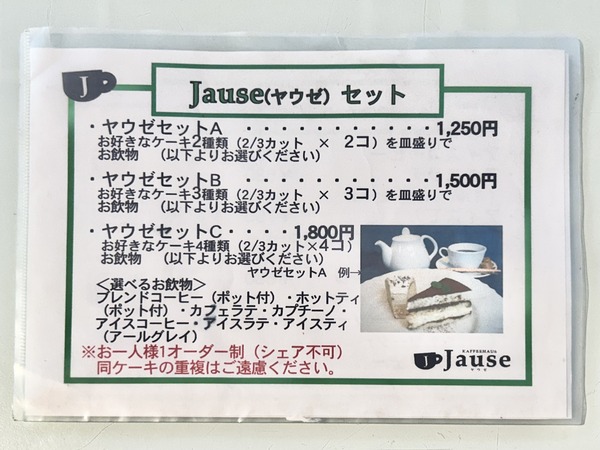 J
Jause(ヤウゼ) セット
・ヤウゼセットA ・・・・・・・・・・・1,250円
お好きなケーキ2種類（2/3カット × 2コ）を皿盛りで
お飲物 （以下よりお選びください）
・ヤウゼセットB ・・・・・・・・・・・1,500円
お好きなケーキ3種類（2/3カット × 3コ）を皿盛りで
お飲物 （以下よりお選びください）
・ヤウゼセットC・・・・1,800円
お好きなケーキ4種類（2/3カット×4コ）
お飲物 （以下よりお選びください）
ヤウゼセットA 例→
＜選べるお飲物＞
ブレンドコーヒー（ポット付）・ホットティ
（ポット付）・カフェラテ・カプチーノ・
アイスコーヒー・アイスラテ・アイスティ
（アールグレイ）
※お一人様1オーダー制（シェア不可）
同ケーキの重複はご遠慮ください。
J
KAFFEEHAUS
Jause
ヤウゼ